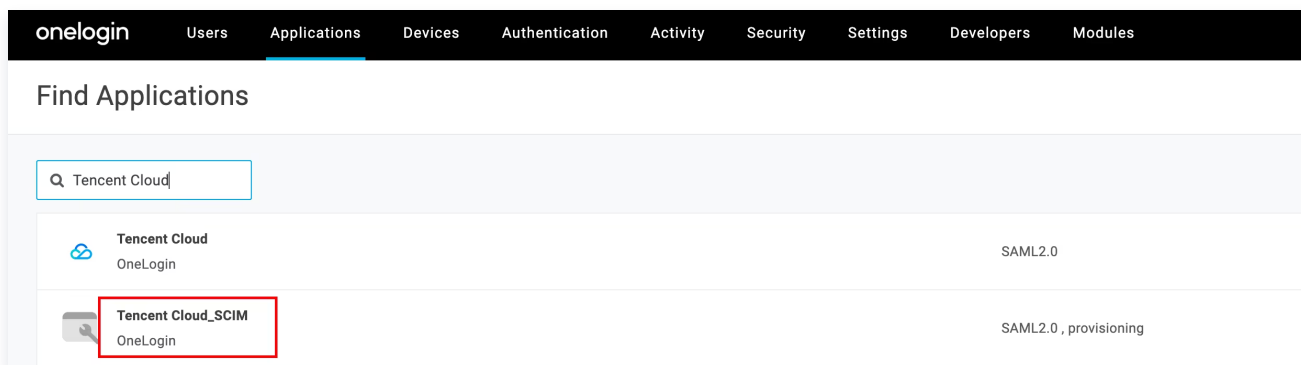 onelogin Users Applications Devices Authentication Activity Security Settings Developers Modules
Find Applications
Tencent Cloud
Tencent Cloud
OneLogin
SAML2.0
Tencent Cloud_SCIM
OneLogin
SAML2.0 , provisioning